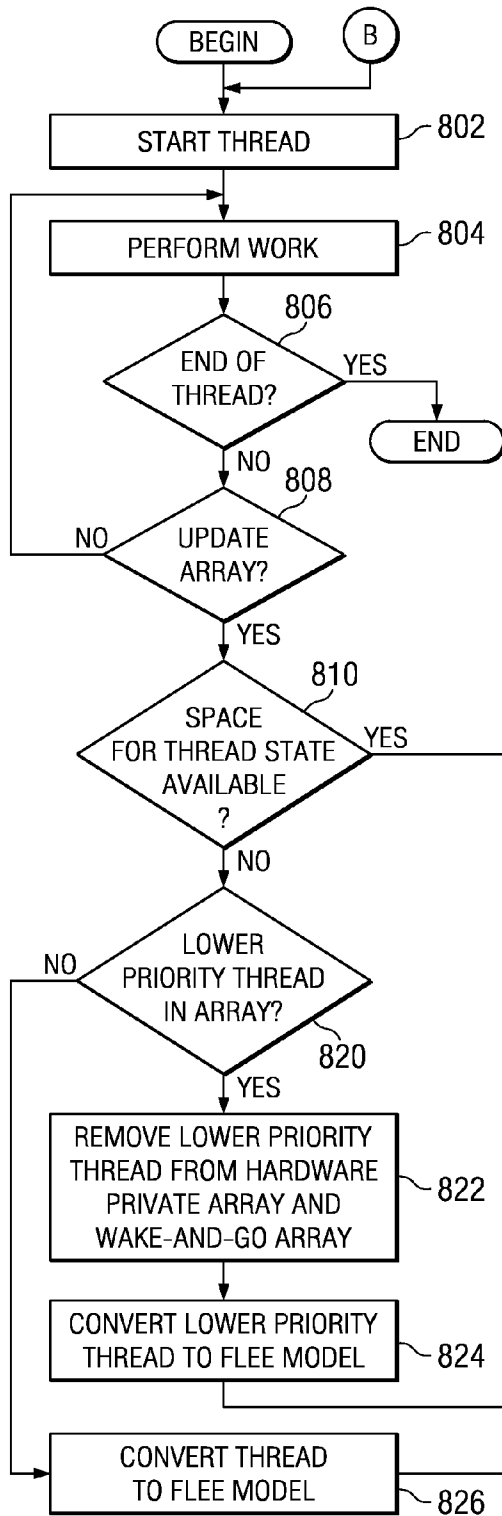 BEGIN
B
START THREAD
802
PERFORM WORK
804
806
END OF
THREAD?
YES
END
NO
808
NO
UPDATE
ARRAY?
YES
810
SPACE
FOR THREAD STATE
AVAILABLE
?
YES
NO
NO
LOWER
PRIORITY THREAD
IN ARRAY?
820
YES
REMOVE LOWER PRIORITY
THREAD FROM HARDWARE
PRIVATE ARRAY AND
WAKE-AND-GO ARRAY
822
CONVERT LOWER PRIORITY
THREAD TO FLEE MODEL
824
CONVERT THREAD
TO FLEE MODEL
826